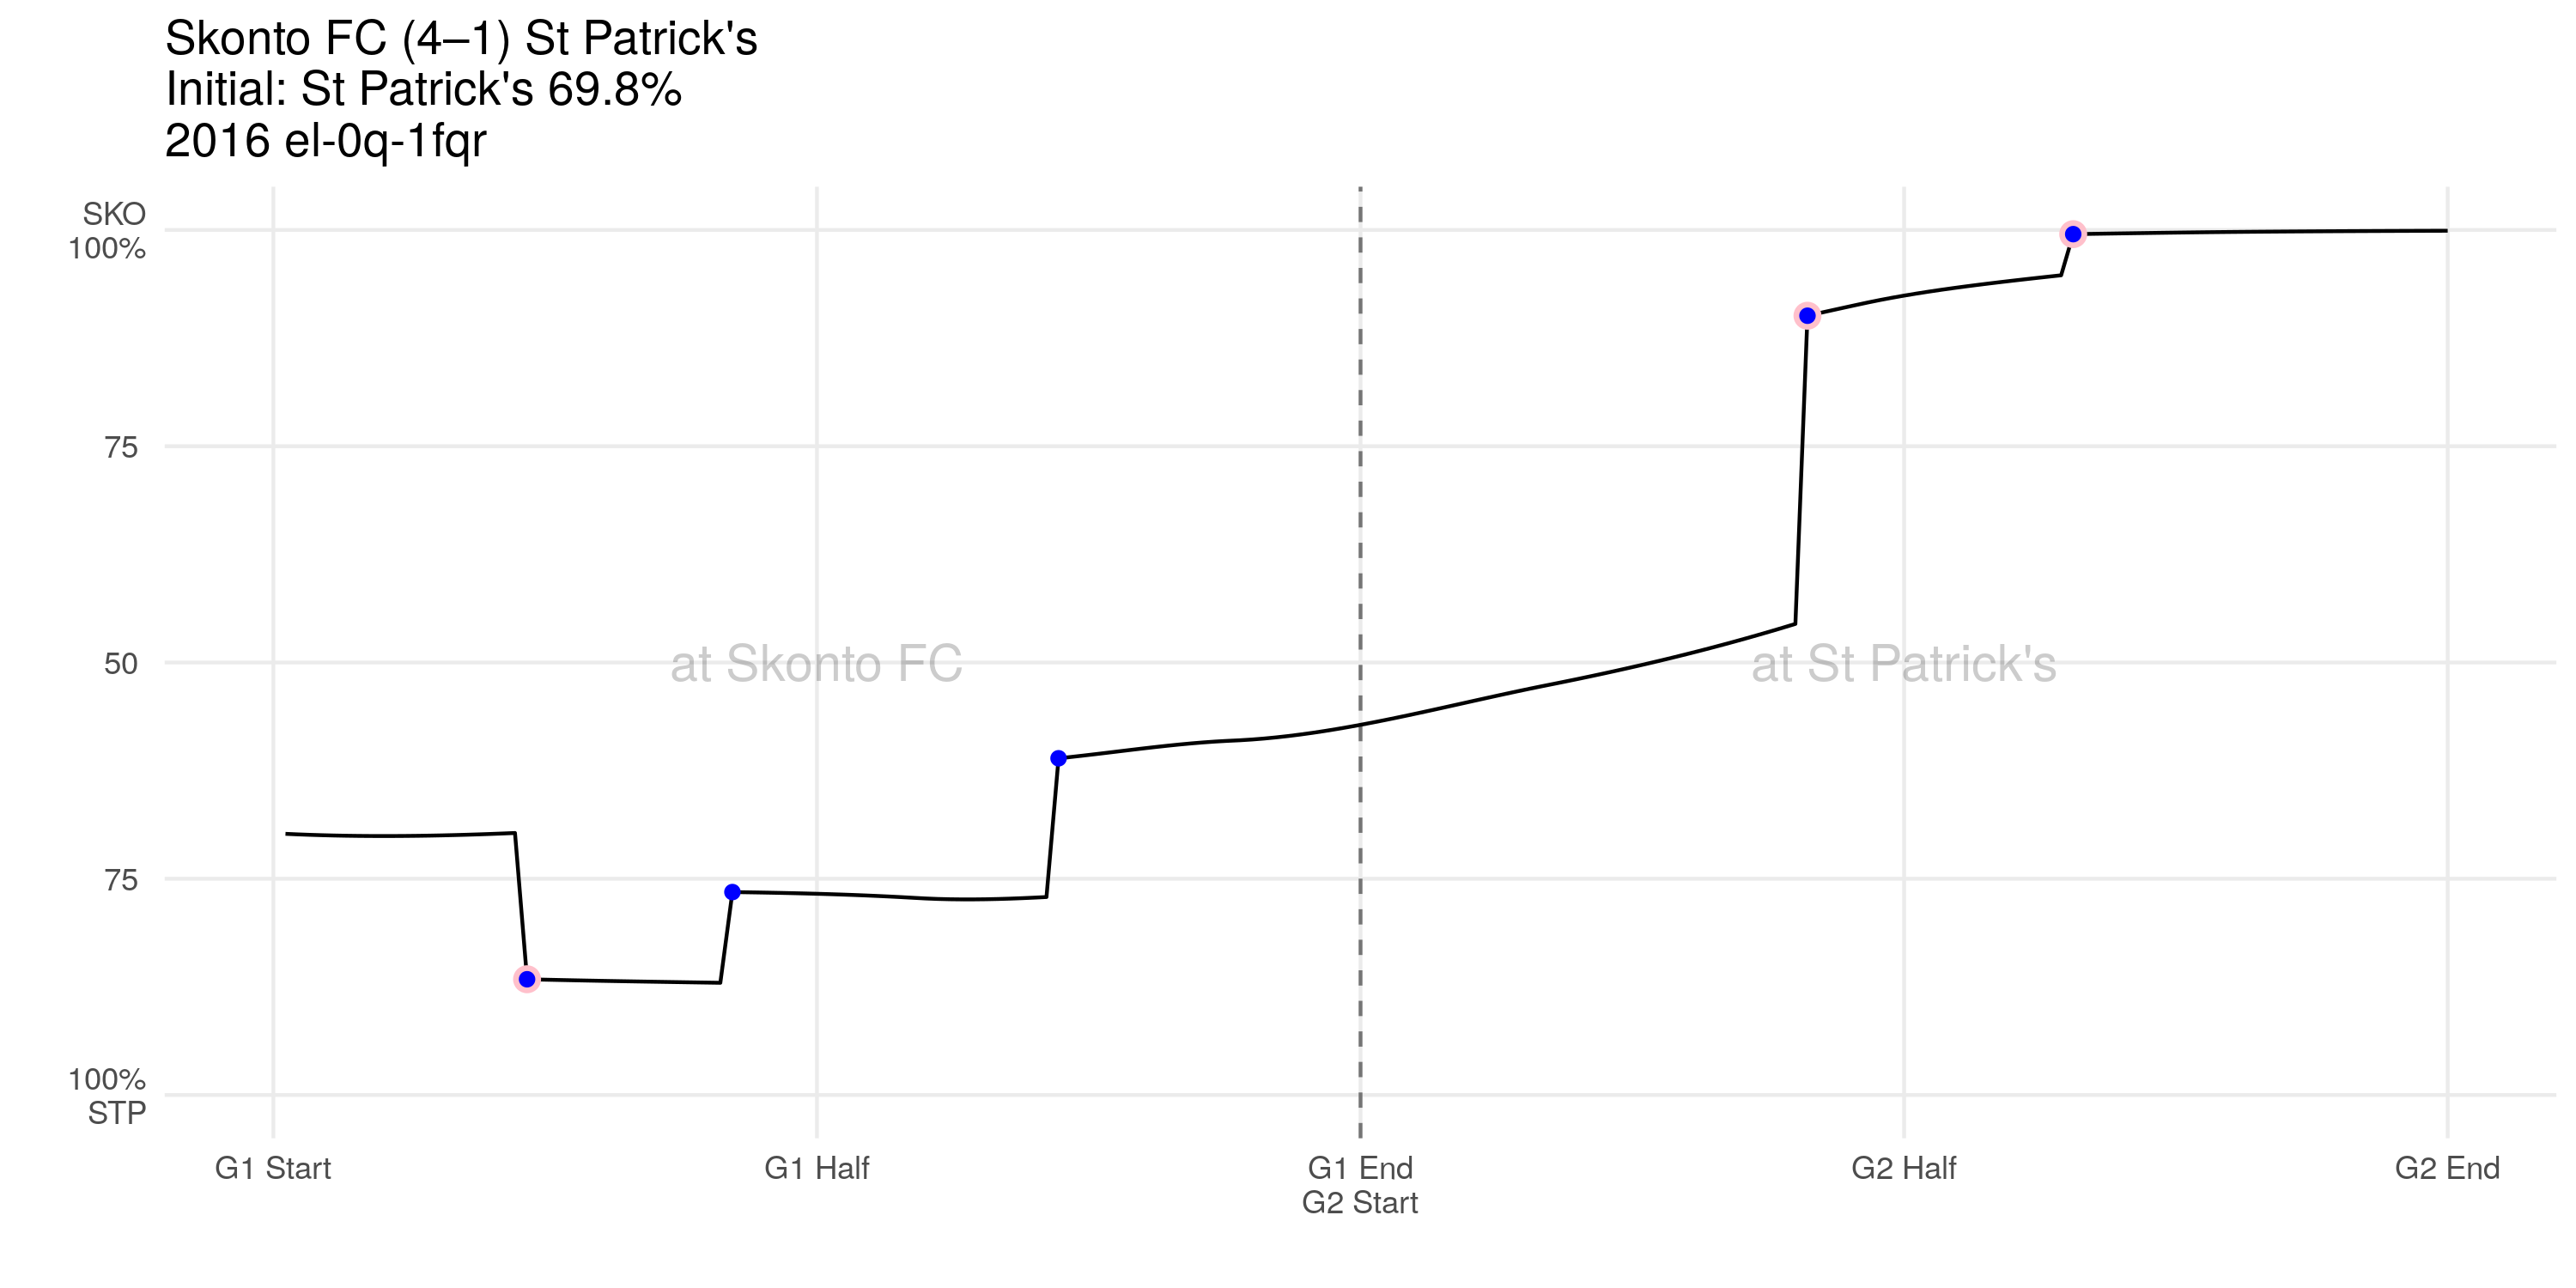 Skonto FC (4–1) St Patrick's
Initial: St Patrick's 69.8%
2016 el-0q-1fqr
SKO
100%
75
50
75
100%
STP
at Skonto FC
at St Patrick's
G1 Start
G1 Half
G1 End
G2 Start
G2 Half
G2 End